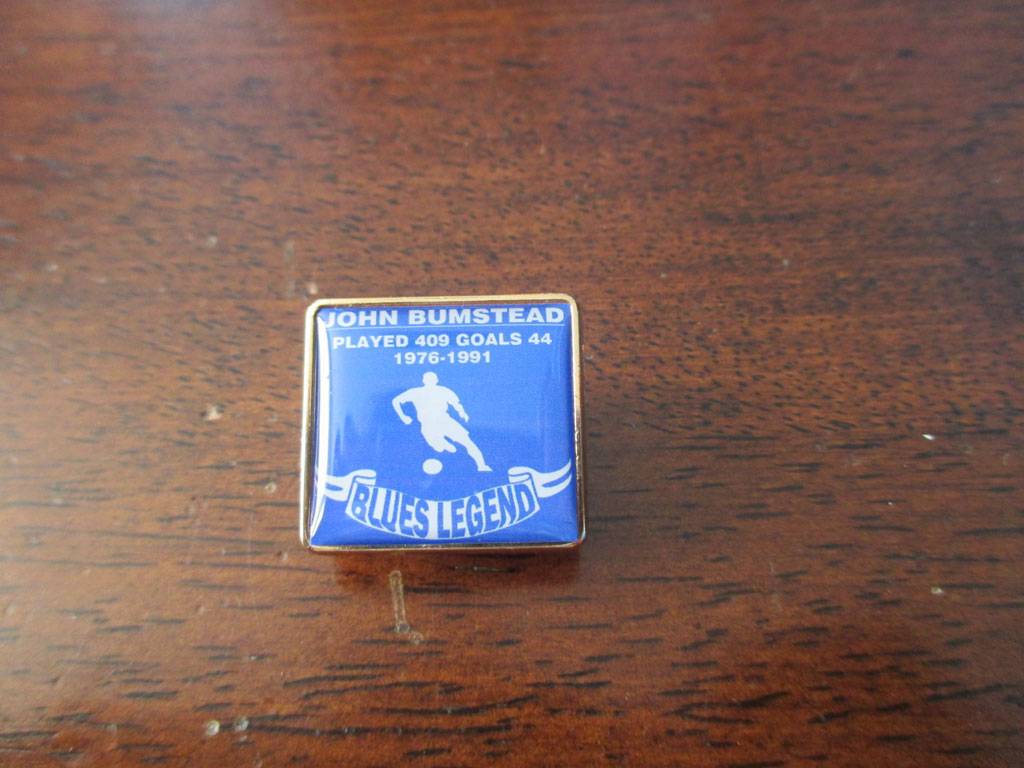 JOHN BUMSTEAD
PLAYED 409 GOALS 44
1976-1991
BLUES LEGEND